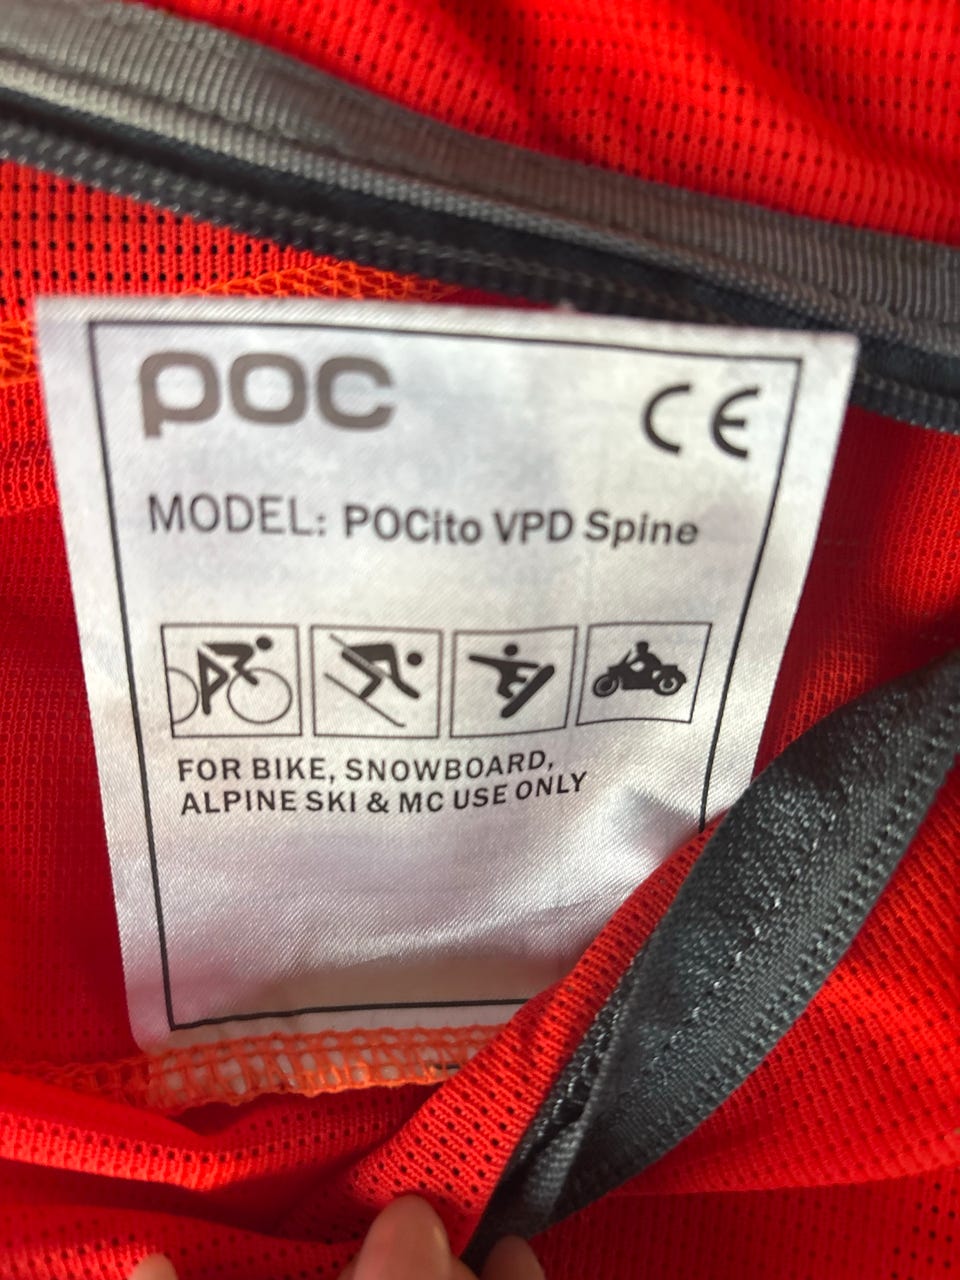 POC CE
MODEL: POCito VPD Spine
FOR BIKE, SNOWBOARD,
ALPINE SKI & MC USE ONLY